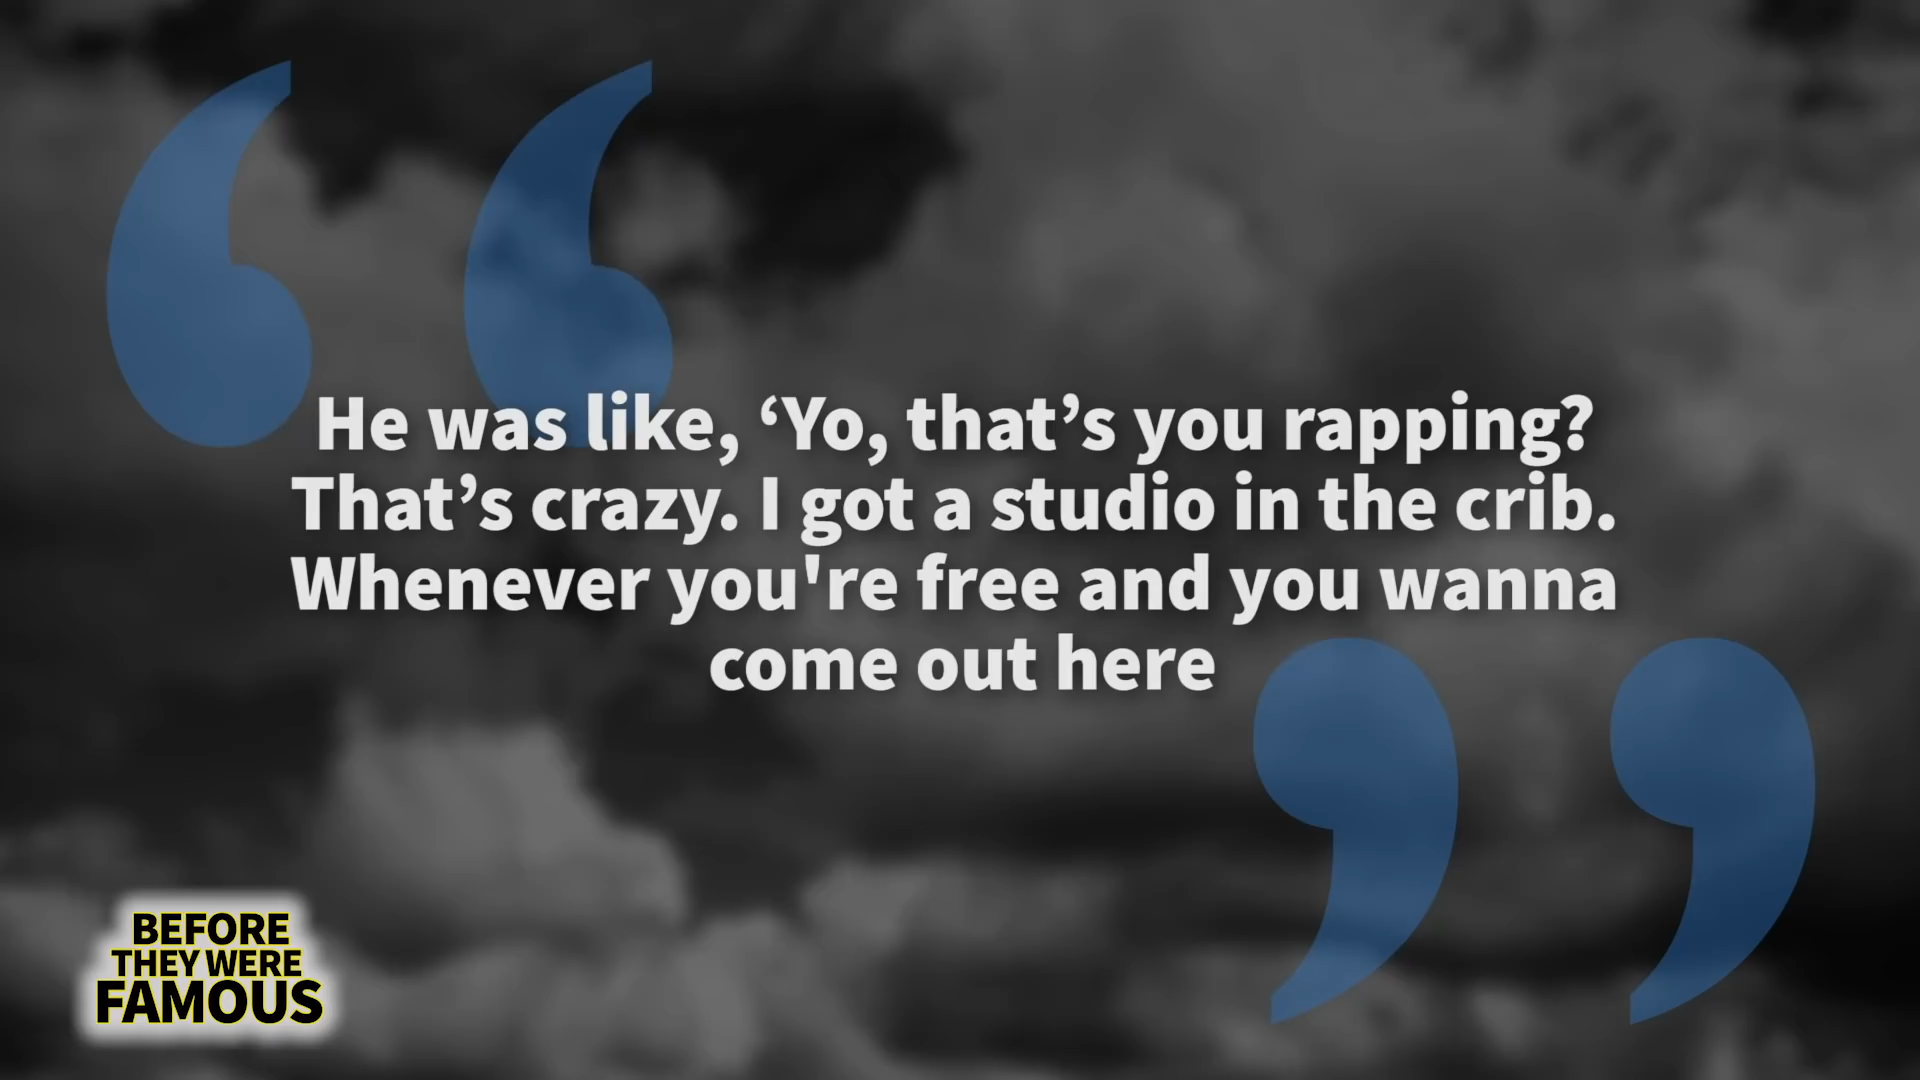 He was like, ‘Yo, that’s you rapping?
That’s crazy. I got a studio in the crib.
Whenever you're free and you wanna
come out here
BEFORE
THEY WERE
FAMOUS